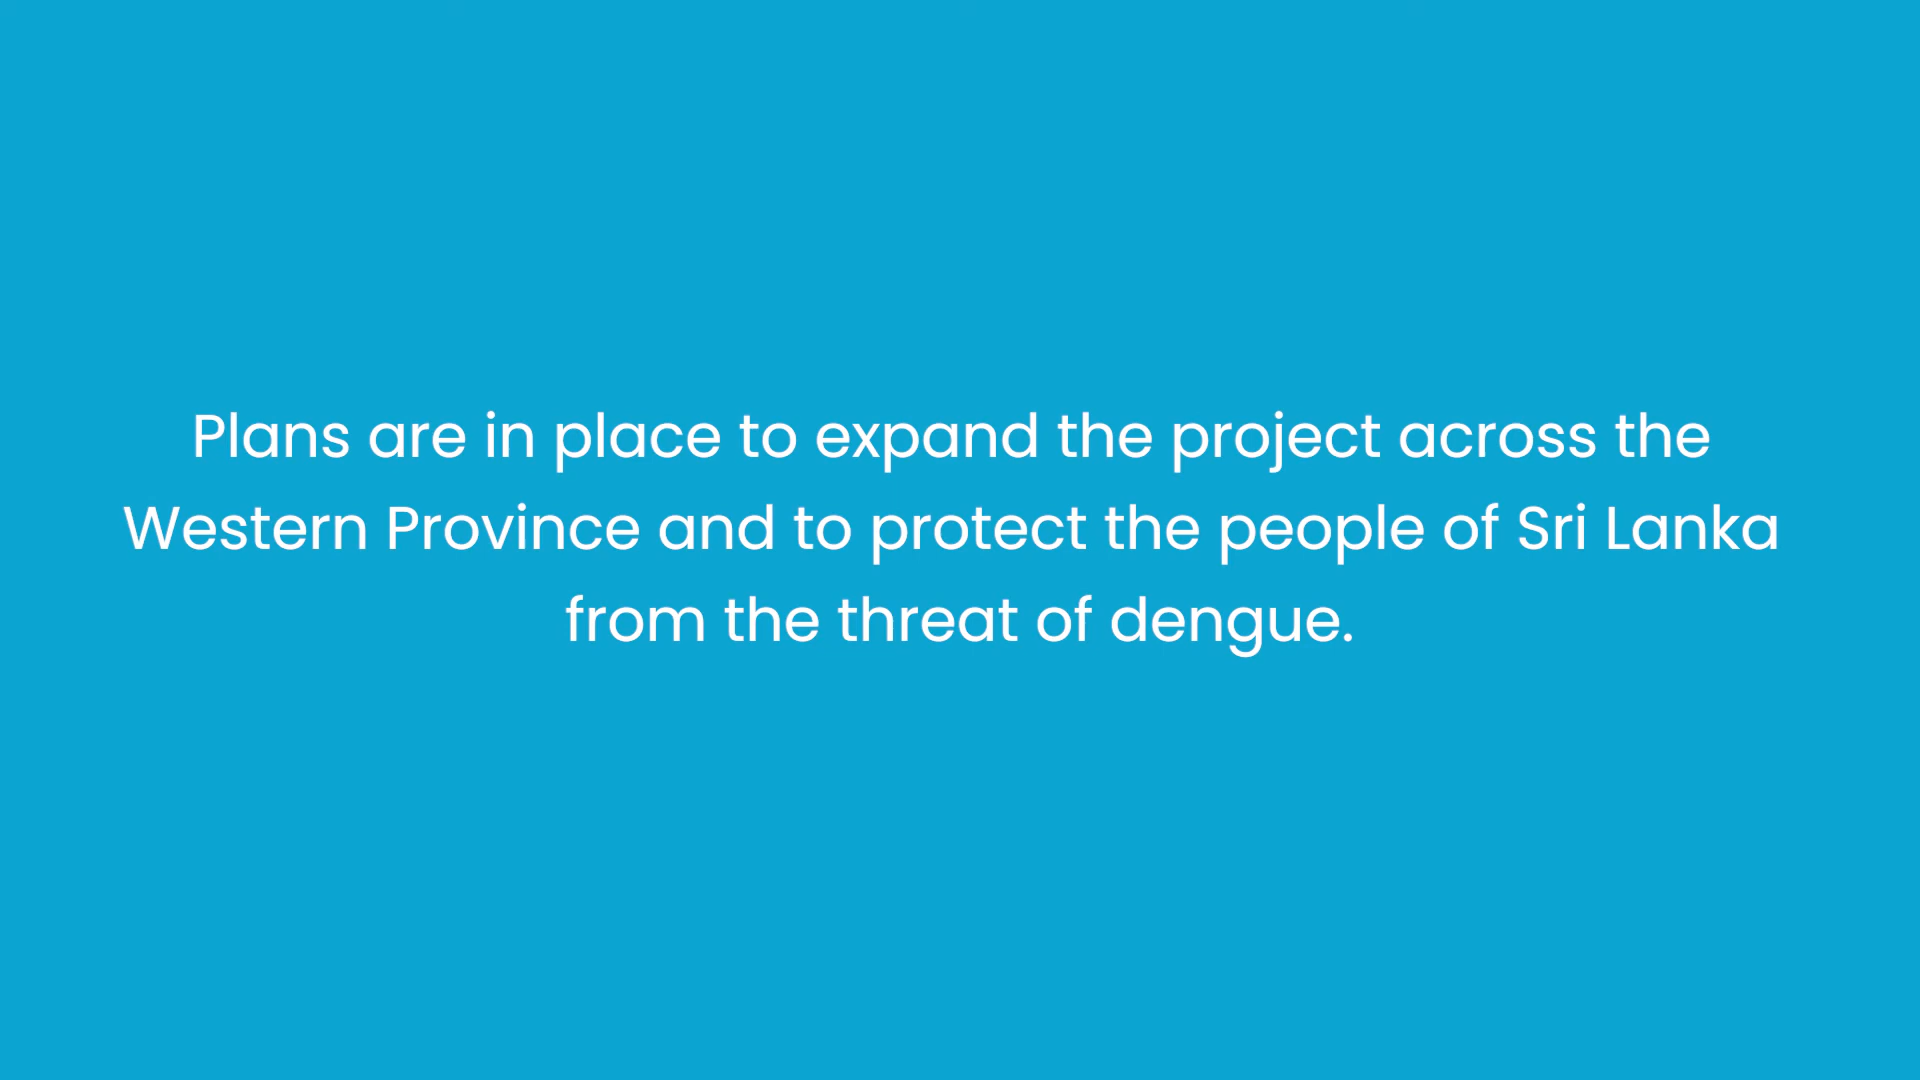 Plans are in place to expand the project across the
Western Province and to protect the people of Sri Lanka
from the threat of dengue.